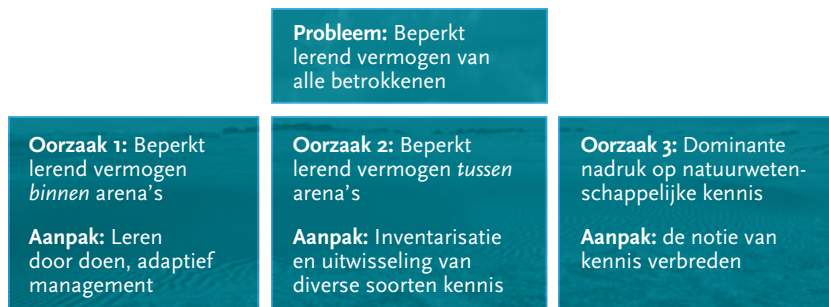 Probleem: Beperkt
lerend vermogen van
alle betrokkenen
Oorzaak 1: Beperkt
lerend vermogen
binnen arena’s
Aanpak: Leren
door doen, adaptief
management
Oorzaak 2: Beperkt
lerend vermogen tussen
arena’s
Aanpak: Inventarisatie
en uitwisseling van
diverse soorten kennis
Oorzaak 3: Dominante
nadruk op natuurweten-
schappelijke kennis
Aanpak: de notie van
kennis verbreden